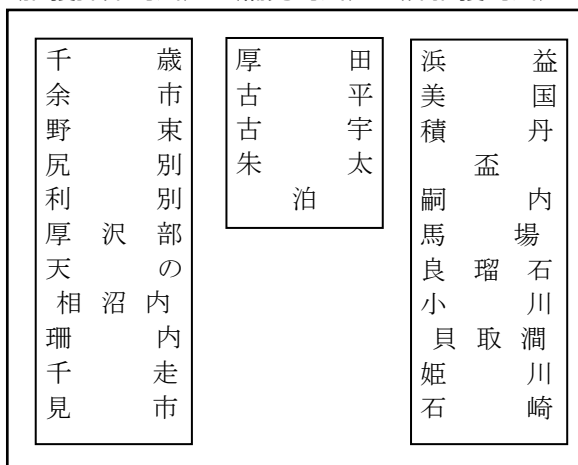 千歳
余市
野束
尻別
利別
厚沢部
天の
相沼内
珊内
千走
見市
厚田
古平
古宇
朱太
泊
浜益
美国
積丹
盃
嗣内
馬場
良瑠石
小川
貝取澗
姫川
石崎